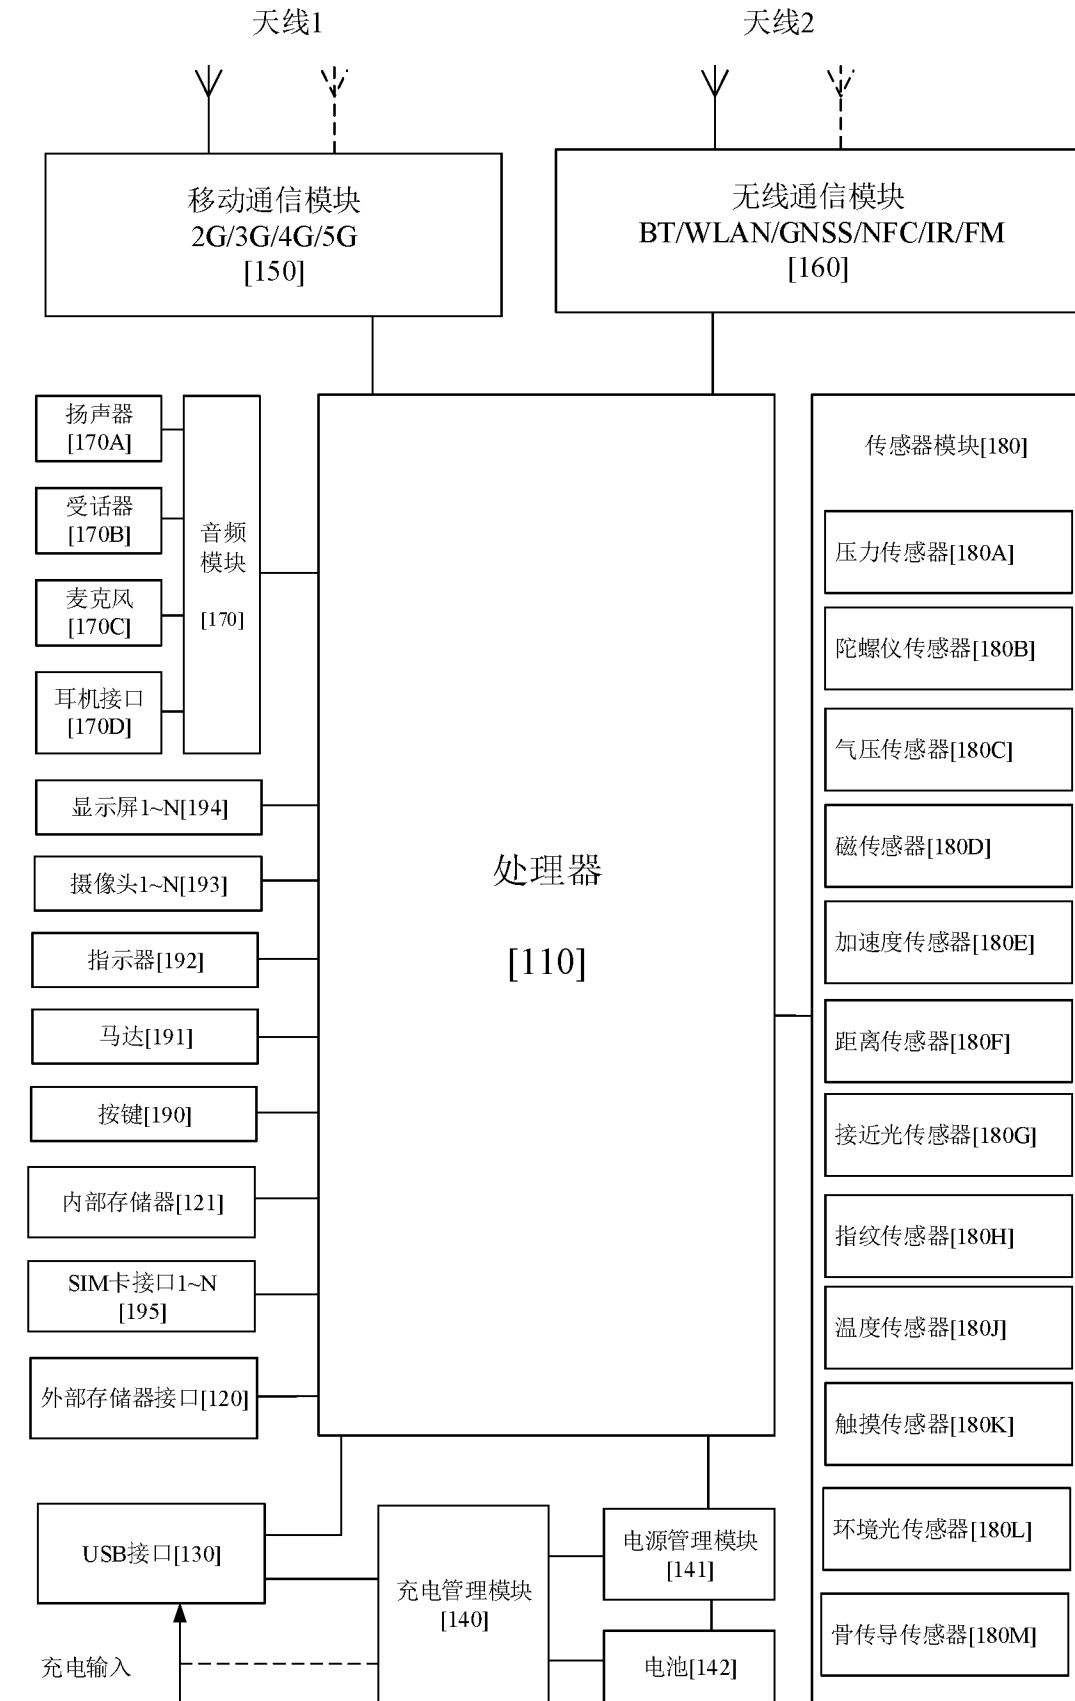 天线1
天线2
移动通信模块
2G/3G/4G/5G
[150]
无线通信模块
BT/WLAN/GNSS/NFC/IR/FM
[160]
扬声器
[170A]
受话器
[170B]
麦克风
[170C]
耳机接口
[170D]
音频
模块
[170]
显示屏1~N[194]
摄像头1~N[193]
指示器[192]
马达[191]
按键[190]
内部存储器[121]
SIM卡接口1~N
[195]
外部存储器接口[120]
处理器
[110]
传感器模块[180]
压力传感器[180A]
陀螺仪传感器[180B]
气压传感器[180C]
磁传感器[180D]
加速度传感器[180E]
距离传感器[180F]
接近光传感器[180G]
指纹传感器[180H]
温度传感器[180J]
触摸传感器[180K]
环境光传感器[180L]
骨传导传感器[180M]
USB接口[130]
充电输入
充电管理模块
[140]
电源管理模块
[141]
电池[142]